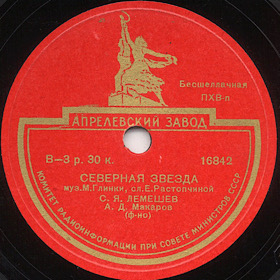 Бесшеллачная
ПХВ-п
АПРЕЛЕВСКИЙ ЗАВОД
В—3 р. 30 к. 16842
СЕВЕРНАЯ ЗВЕЗДА
муз. М. Глинки, сл. Е. Растопчиной
С. Я. ЛЕМЕШЕВ
А. Д. Макаров
(ф-но)
КОМИТЕТ РАДИОИНФОРМАЦИИ ПРИ СОВЕТЕ МИНИСТРОВ СССР